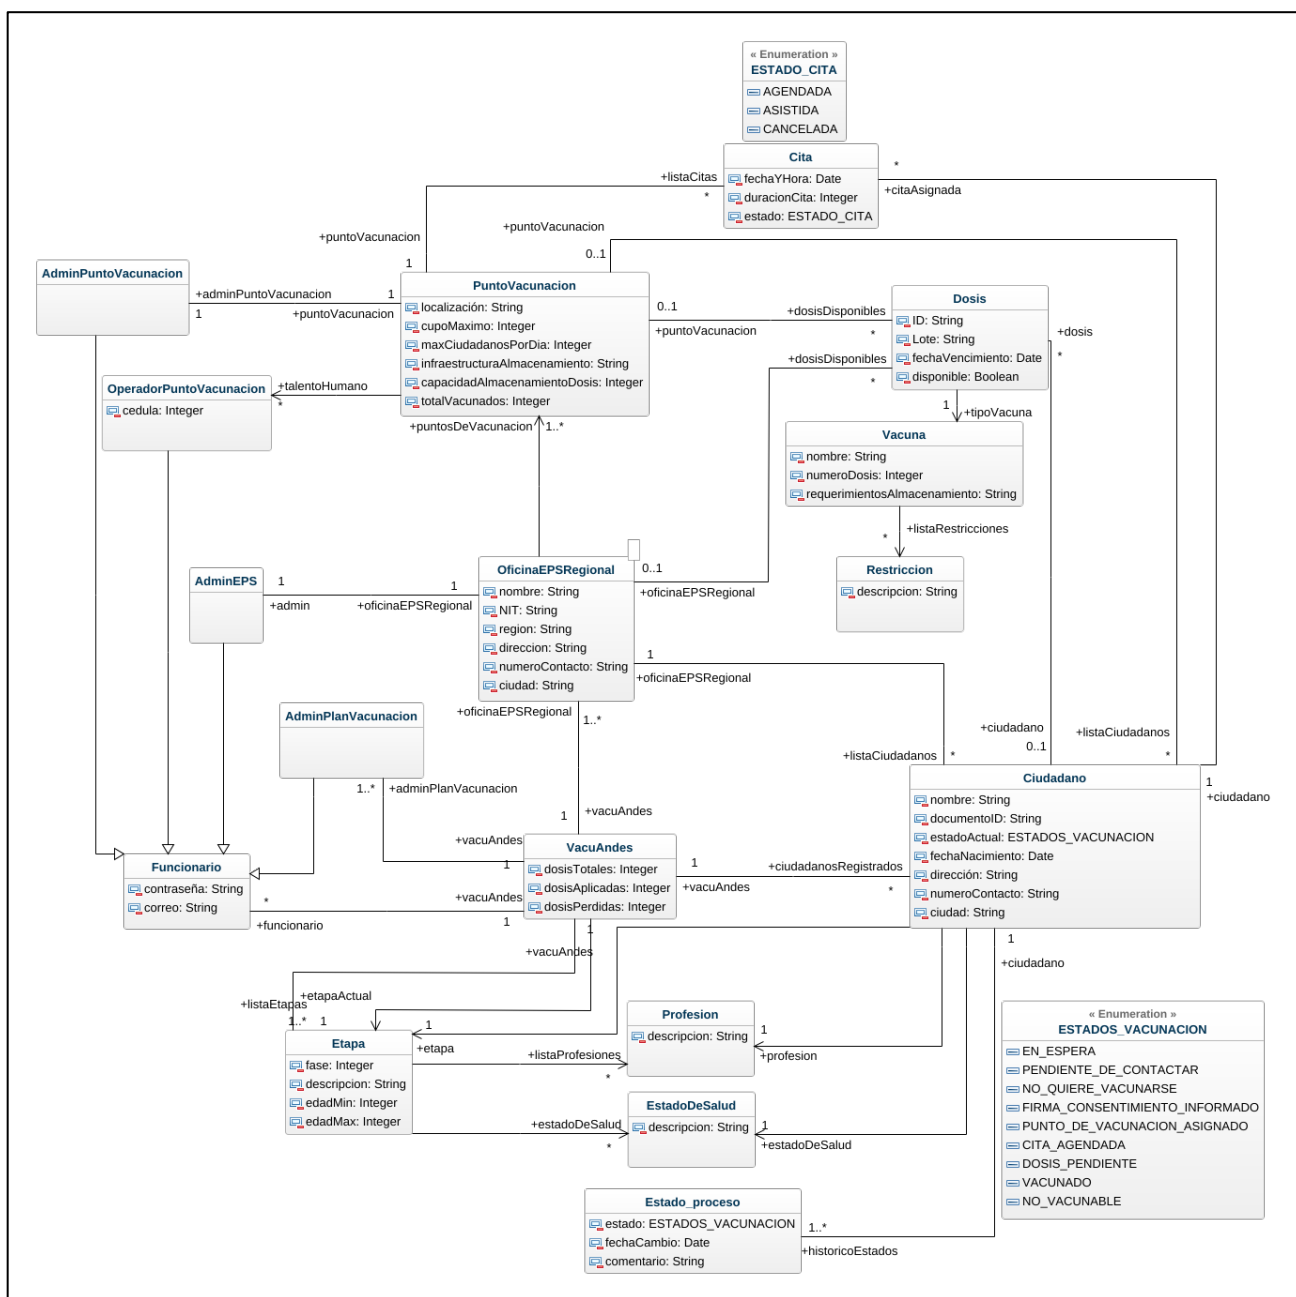 « Enumeration »
ESTADO_CITA
AGENDADA
ASISTIDA
CANCELADA
Cita
fechaYHora: Date
duracionCita: Integer
estado: ESTADO_CITA
+listaCitas
*
*
+citaAsignada
+puntoVacunacion
1
+puntoVacunacion
0..1
AdminPuntoVacunacion
+adminPuntoVacunacion
1
1
+puntoVacunacion
PuntoVacunacion
localización: String
cupoMaximo: Integer
maxCiudadanosPorDia: Integer
infraestructuraAlmacenamiento: String
capacidadAlmacenamientoDosis: Integer
totalVacunados: Integer
0..1
+puntoVacunacion
+dosisDisponibles
*
+dosisDisponibles
*
Dosis
ID: String
Lote: String
fechaVencimiento: Date
disponible: Boolean
+dosis
*
OperadorPuntoVacunacion
cedula: Integer
+talentoHumano
*
+puntosDeVacunacion
1..*
1
+tipoVacuna
Vacuna
nombre: String
numeroDosis: Integer
requerimientosAlmacenamiento: String
+listaRestricciones
*
Restriccion
descripcion: String
AdminEPS
1
+admin
1
+oficinaEPSRegional
OficinaEPSRegional
nombre: String
NIT: String
region: String
direccion: String
numeroContacto: String
ciudad: String
0..1
+oficinaEPSRegional
1
+oficinaEPSRegional
+oficinaEPSRegional
1..*
AdminPlanVacunacion
1..*
+adminPlanVacunacion
+listaCiudadanos
*
+ciudadano
0..1
+listaCiudadanos
*
1
+ciudadano
Ciudadano
nombre: String
documentoID: String
estadoActual: ESTADOS_VACUNACION
fechaNacimiento: Date
dirección: String
numeroContacto: String
ciudad: String
1
+vacuAndes
+vacuAndes
1
VacuAndes
dosisTotales: Integer
dosisAplicadas: Integer
dosisPerdidas: Integer
1
+vacuAndes
+ciudadanosRegistrados
*
Funcionario
contraseña: String
correo: String
*
+funcionario
+vacuAndes
1
1
+vacuAndes
1
+ciudadano
+listaEtapas
1..*
+etapaActual
1
Etapa
fase: Integer
descripcion: String
edadMin: Integer
edadMax: Integer
1
+etapa
+listaProfesiones
*
Profesion
descripcion: String
1
+profesion
+estadoDeSalud
*
EstadoDeSalud
descripcion: String
1
+estadoDeSalud
Estado_proceso
estado: ESTADOS_VACUNACION
fechaCambio: Date
comentario: String
1..*
+historicoEstados
« Enumeration »
ESTADOS_VACUNACION
EN_ESPERA
PENDIENTE_DE_CONTACTAR
NO_QUIERE_VACUNARSE
FIRMA_CONSENTIMIENTO_INFORMADO
PUNTO_DE_VACUNACION_ASIGNADO
CITA_AGENDADA
DOSIS_PENDIENTE
VACUNADO
NO_VACUNABLE